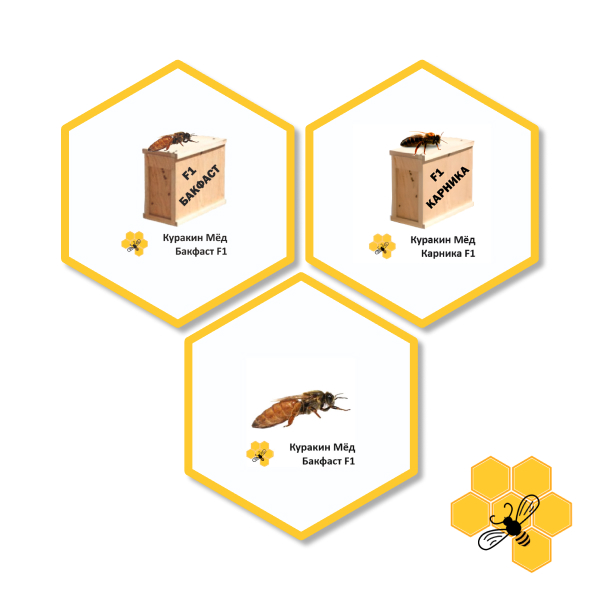 F1
БАКФАСТ
Куракин Мёд
Бакфаст F1
F1
КАРНИКА
Куракин Мёд
Карника F1
Куракин Мёд
Бакфаст F1